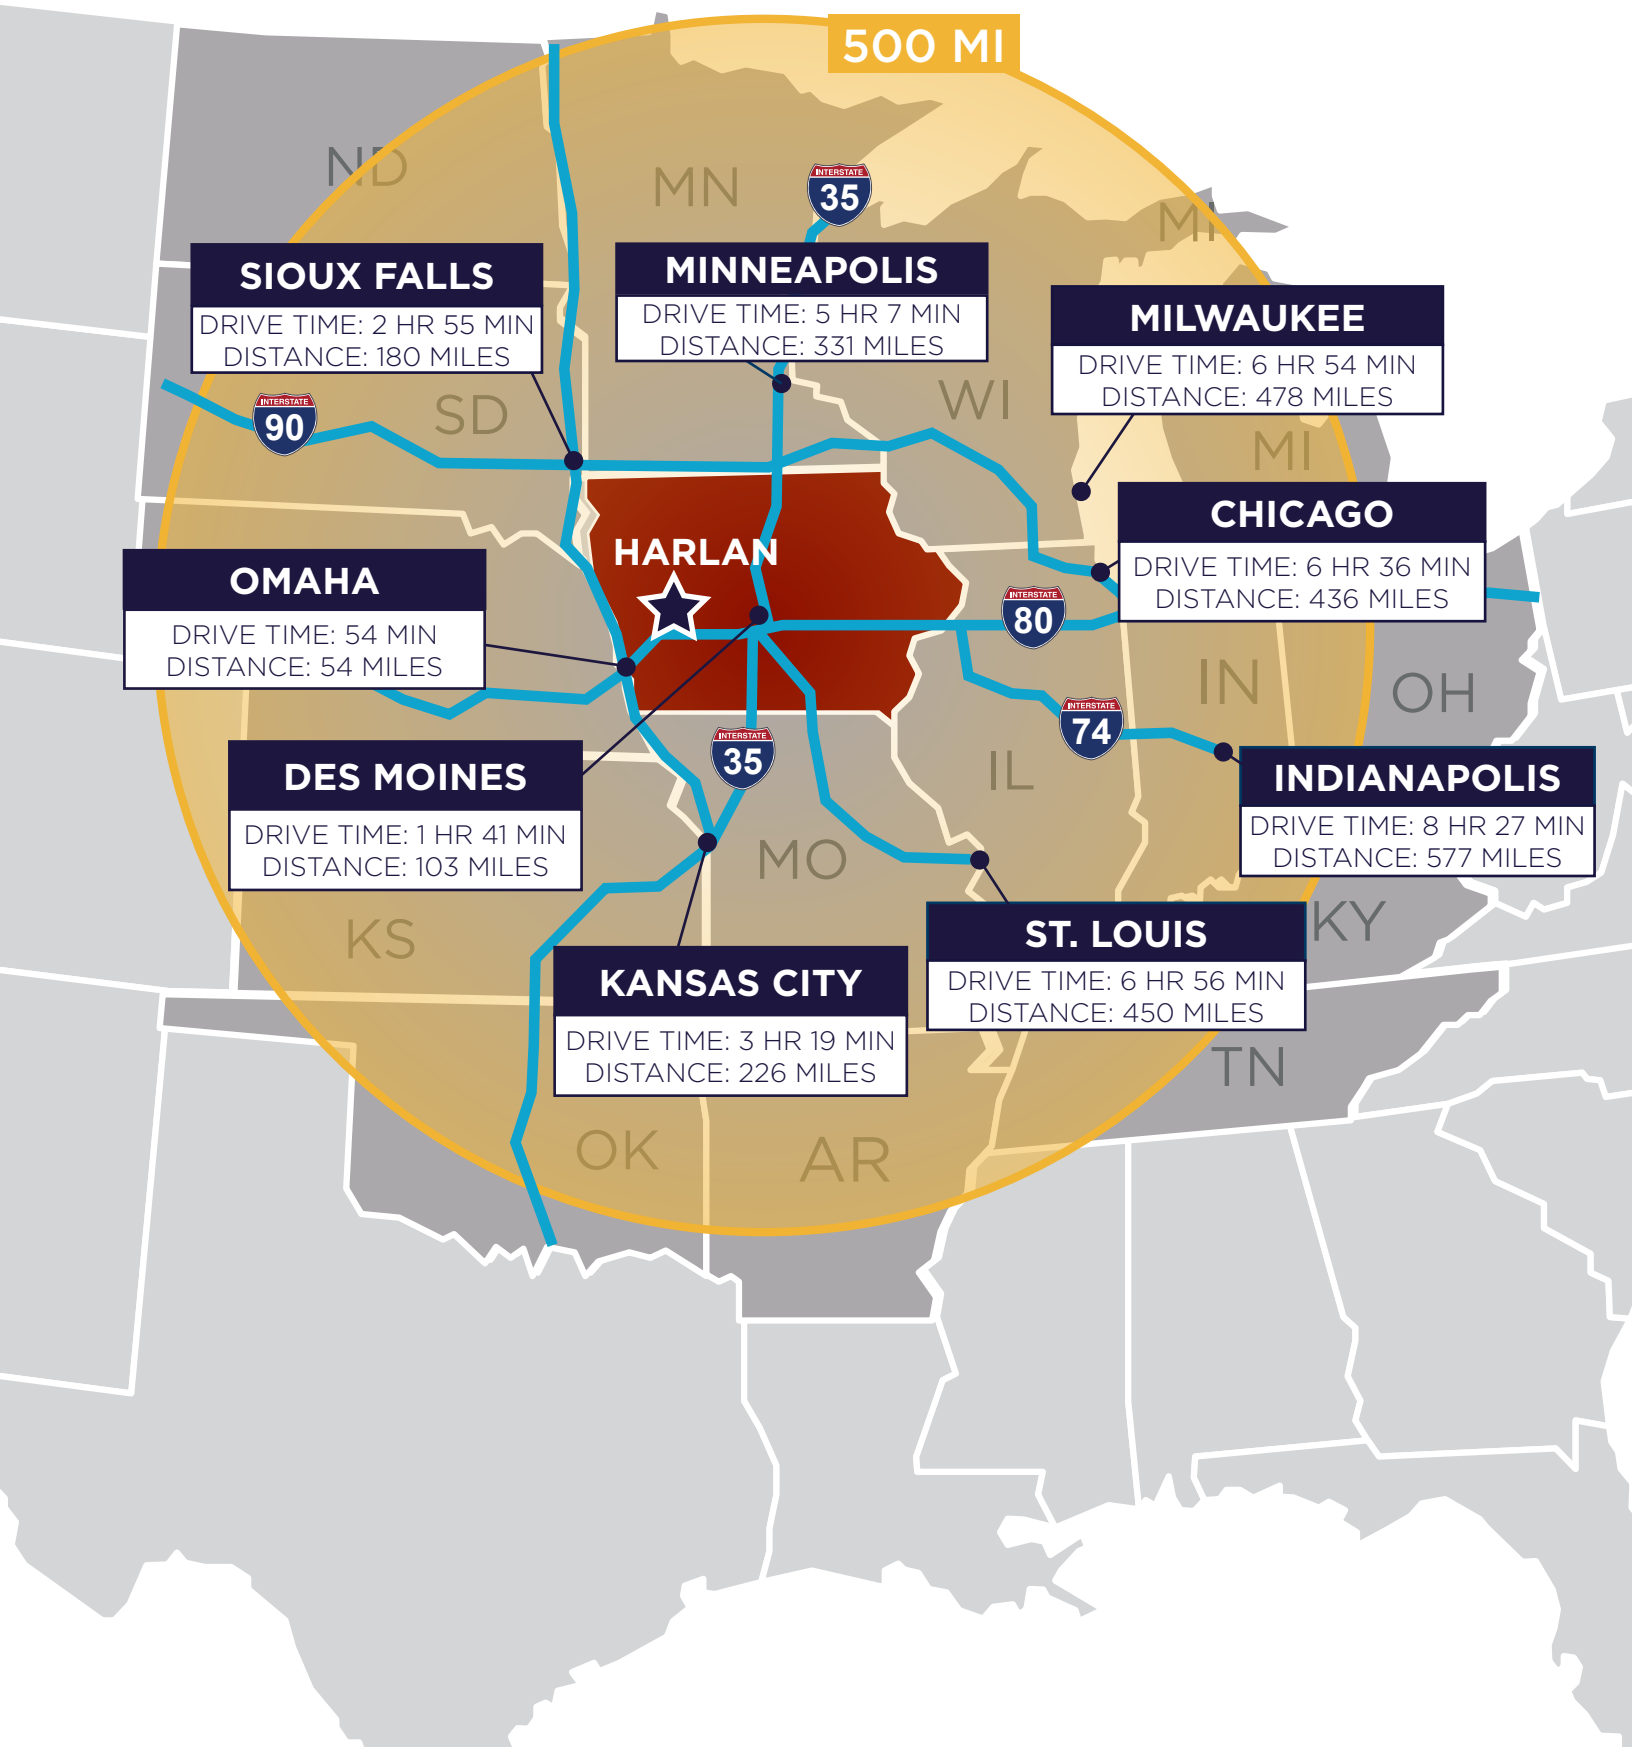 500 MI
ND
MN
INTERSTATE
35
MI
SIOUX FALLS
DRIVE TIME: 2 HR 55 MIN
DISTANCE: 180 MILES
MINNEAPOLIS
DRIVE TIME: 5 HR 7 MIN
DISTANCE: 331 MILES
MILWAUKEE
DRIVE TIME: 6 HR 54 MIN
DISTANCE: 478 MILES
INTERSTATE
90
SD
WI
MI
CHICAGO
DRIVE TIME: 6 HR 36 MIN
DISTANCE: 436 MILES
HARLAN
OMAHA
DRIVE TIME: 54 MIN
DISTANCE: 54 MILES
INTERSTATE
80
IN
OH
INTERSTATE
74
INTERSTATE
35
IL
DES MOINES
DRIVE TIME: 1 HR 41 MIN
DISTANCE: 103 MILES
INDIANAPOLIS
DRIVE TIME: 8 HR 27 MIN
DISTANCE: 577 MILES
MO
KS
KY
ST. LOUIS
DRIVE TIME: 6 HR 56 MIN
DISTANCE: 450 MILES
KANSAS CITY
DRIVE TIME: 3 HR 19 MIN
DISTANCE: 226 MILES
TN
OK
AR